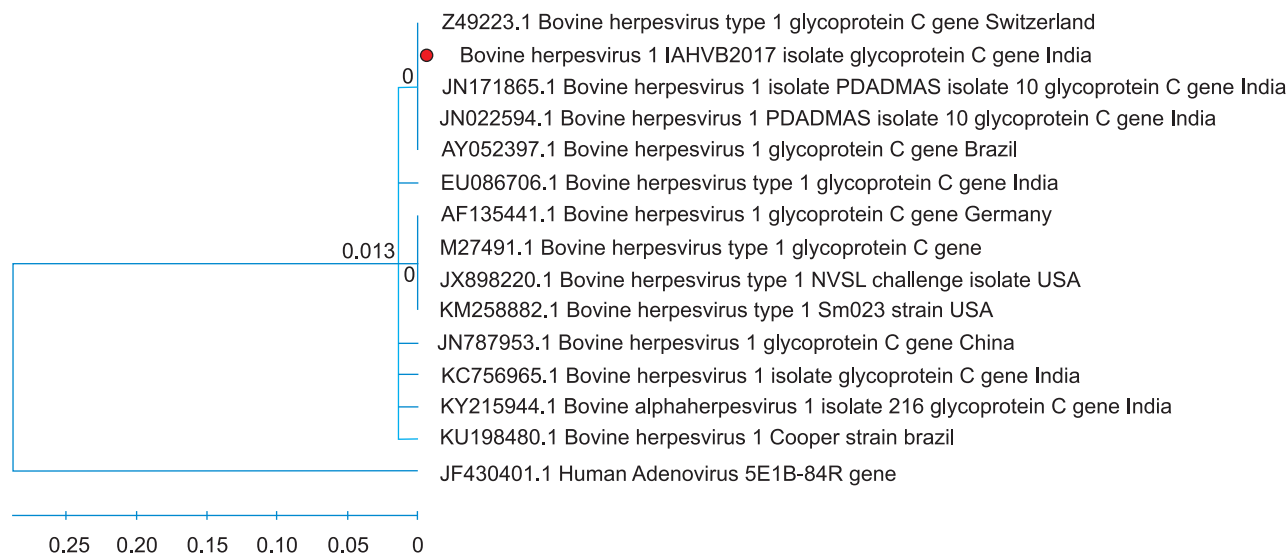 Z49223.1 Bovine herpesvirus type 1 glycoprotein C gene Switzerland
Bovine herpesvirus 1 IAHVB2017 isolate glycoprotein C gene India
0
JN171865.1 Bovine herpesvirus 1 isolate PDADMAS isolate 10 glycoprotein C gene India
JN022594.1 Bovine herpesvirus 1 PDADMAS isolate 10 glycoprotein C gene India
AY052397.1 Bovine herpesvirus 1 glycoprotein C gene Brazil
EU086706.1 Bovine herpesvirus type 1 glycoprotein C gene India
AF135441.1 Bovine herpesvirus 1 glycoprotein C gene Germany
0.013
M27491.1 Bovine herpesvirus type 1 glycoprotein C gene
0
JX898220.1 Bovine herpesvirus type 1 NVSL challenge isolate USA
KM258882.1 Bovine herpesvirus type 1 Sm023 strain USA
JN787953.1 Bovine herpesvirus 1 glycoprotein C gene China
KC756965.1 Bovine herpesvirus 1 isolate glycoprotein C gene India
KY215944.1 Bovine alphaherpesvirus 1 isolate 216 glycoprotein C gene India
KU198480.1 Bovine herpesvirus 1 Cooper strain brazil
JF430401.1 Human Adenovirus 5E1B-84R gene
0.25 0.20 0.15 0.10 0.05 0